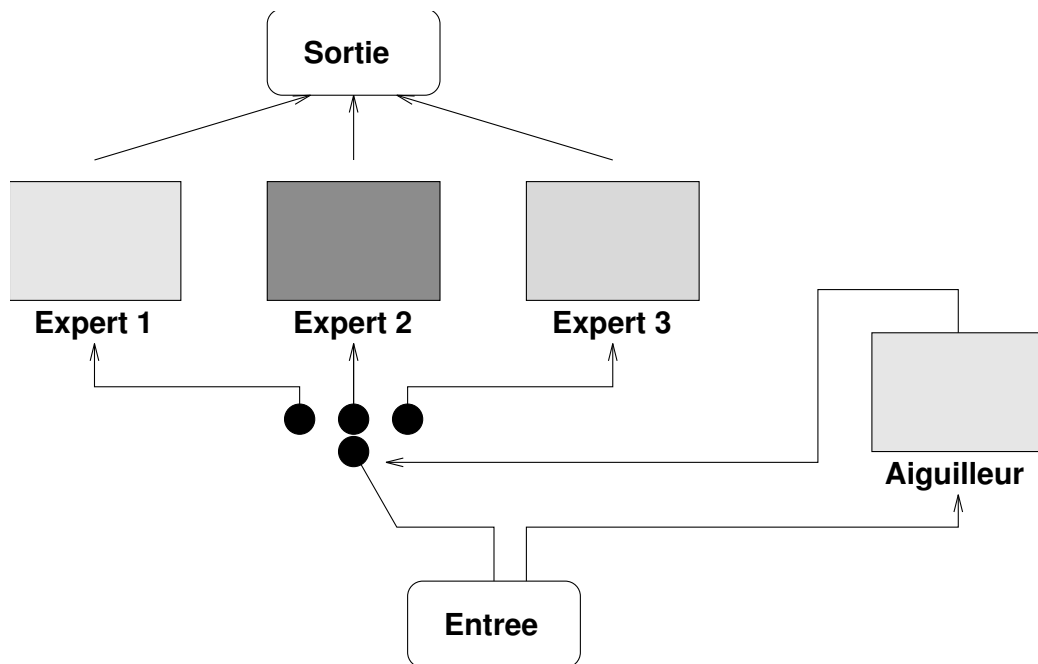 Sortie
Expert 1
Expert 2
Expert 3
Aiguilleur
Entree